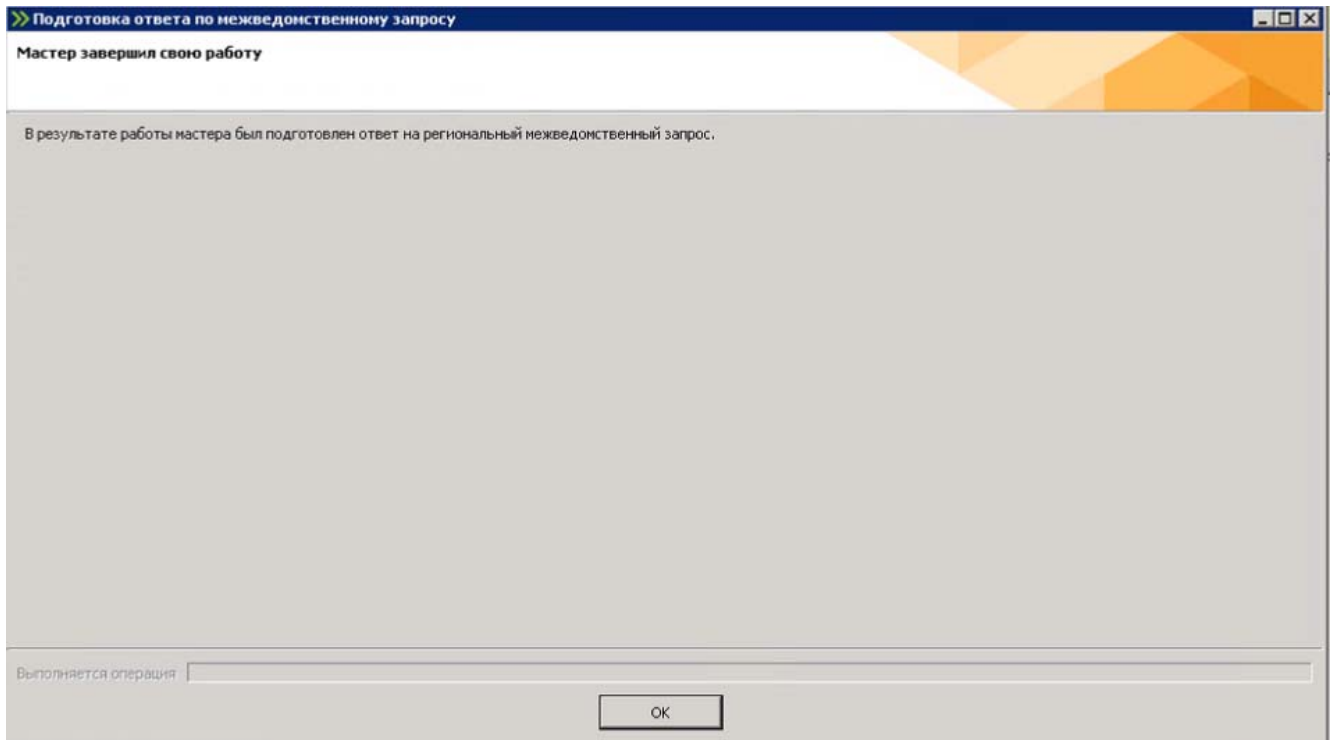 Подготовка ответа по межведомственному запросу
Мастер завершил свою работу
В результате работы мастера был подготовлен ответ на региональный межведомственный запрос.
Выполняется операция
OK